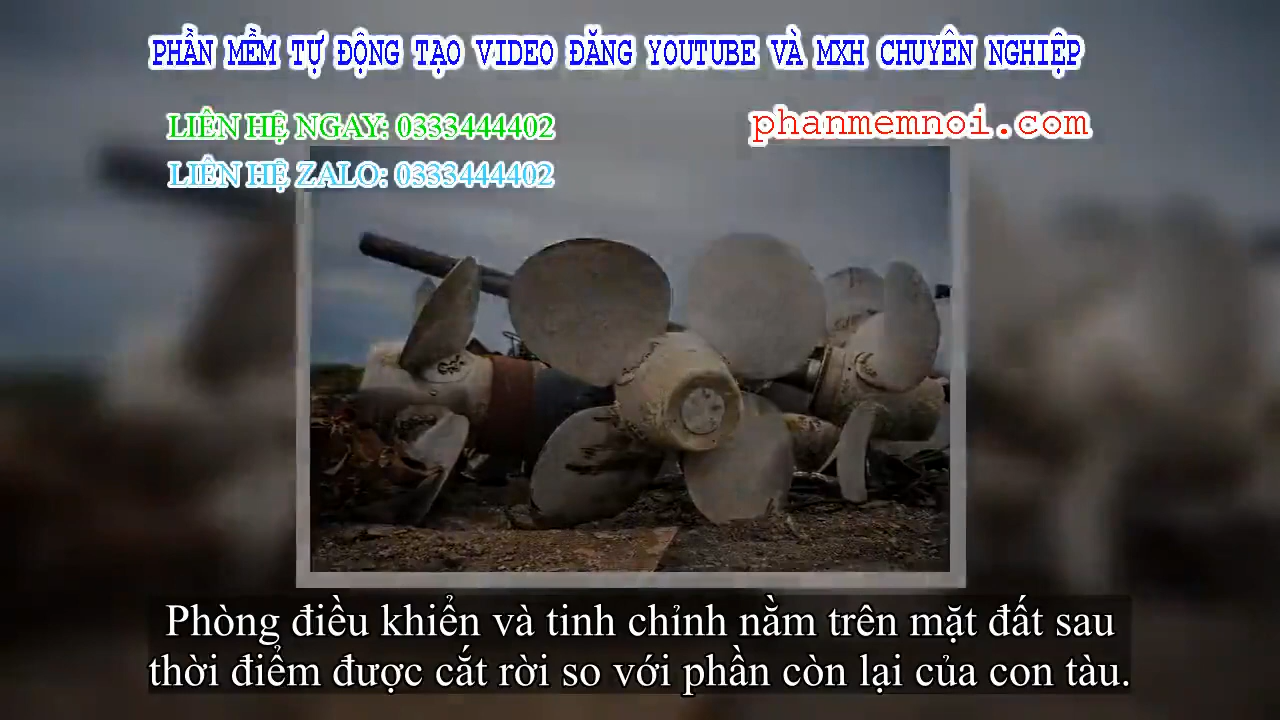 PHẦN MỀM TỰ ĐỘNG TẠO VIDEO ĐĂNG YOUTUBE VÀ MXH CHUYÊN NGHIỆP
LIÊN HỆ NGAY: 0333444402
phanmemnoi.com
LIÊN HỆ ZALO: 0333444402
Phòng điều khiển và tinh chỉnh nằm trên mặt đất sau
thời điểm được cắt rời so với phần còn lại của con tàu.